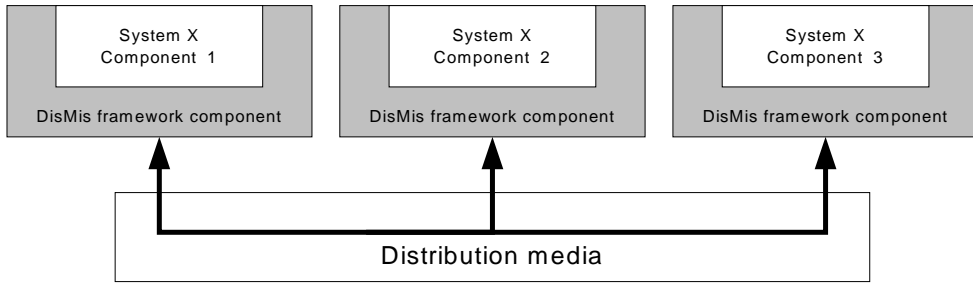 System X
Component 1
System X
Component 2
System X
Component 3
DisMis framework component
DisMis framework component
DisMis framework component
Distribution media